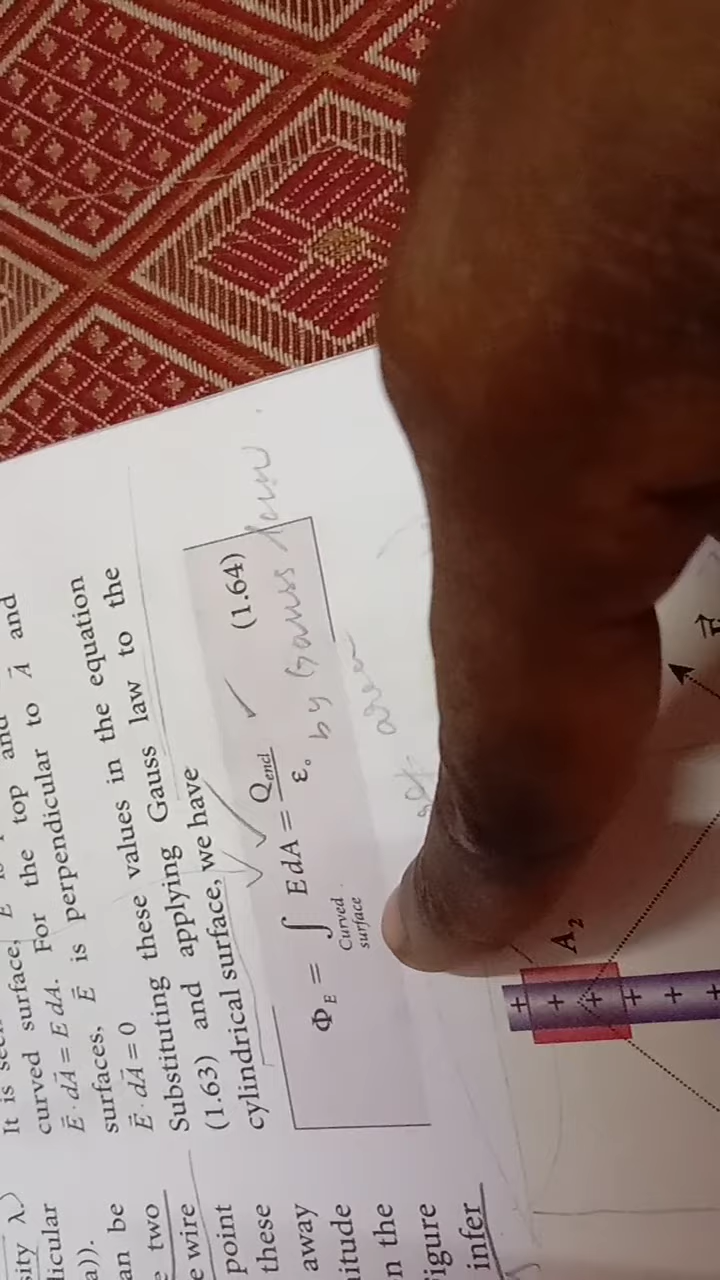 sity λ)
licular
a)).
an be
e two
e wire
point
these
away
itude
n the
igure
infer
It is
curved surface,
E⃗ · dA⃗ = E dA. For the top and
surfaces, E⃗ is perpendicular to A⃗ and
E⃗ · dA⃗ = 0
Substituting these values in the equation
(1.63) and applying Gauss law to the
cylindrical surface, we have
Φ_E = ∫ E dA = Q_encl / ε₀ (1.64)
Curved
surface
by Gauss law.
area
A₂
+ + + + + +
E⃗